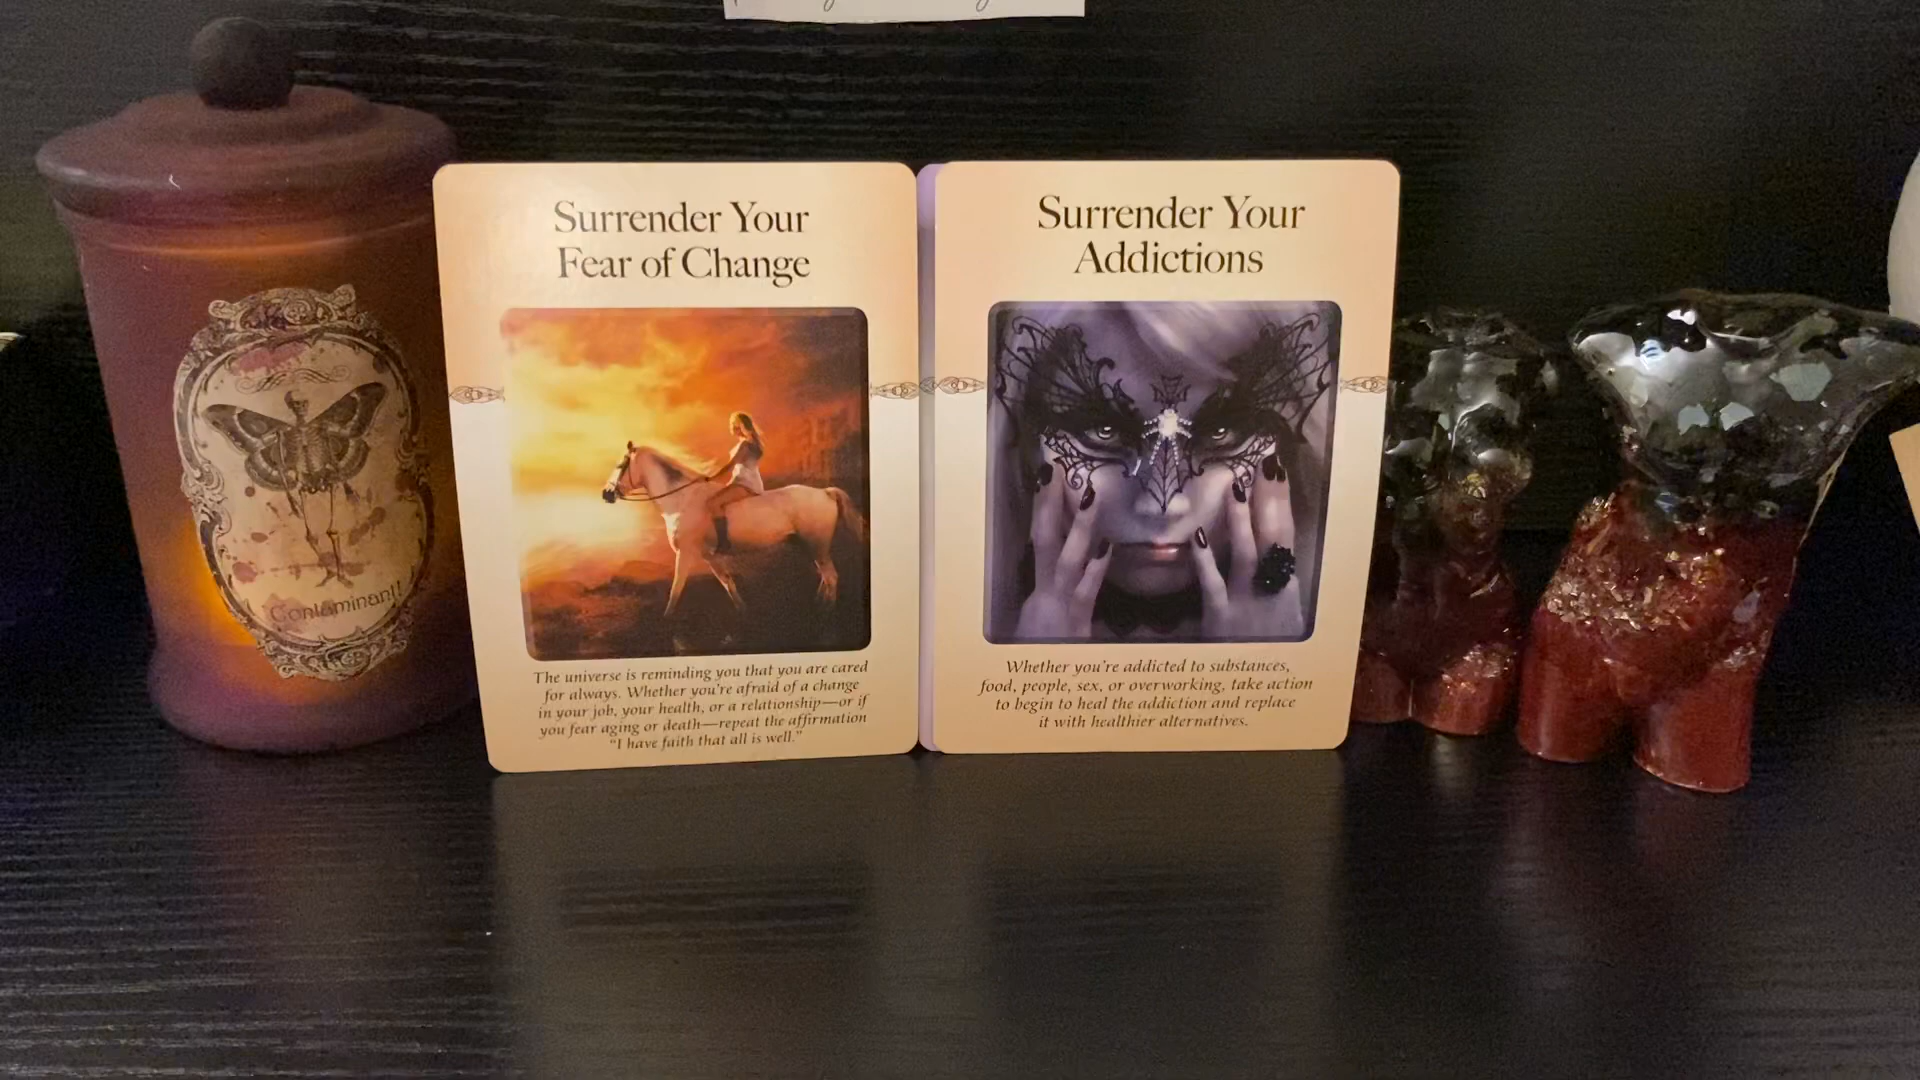 Surrender Your
Fear of Change
The universe is reminding you that you are cared
for always. Whether you're afraid of a change
in your job, your health, or a relationship—or if
you fear aging or death—repeat the affirmation
"I have faith that all is well."
Surrender Your
Addictions
Whether you're addicted to substances,
food, people, sex, or overworking, take action
to begin to heal the addiction and replace
it with healthier alternatives.